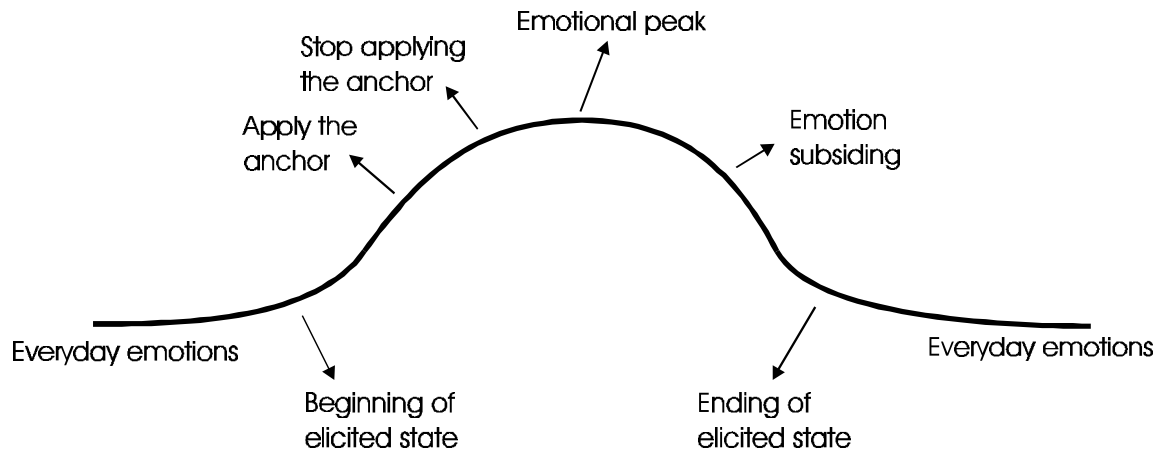 Emotional peak
Stop applying
the anchor
Apply the
anchor
Emotion
subsiding
Everyday emotions
Everyday emotions
Beginning of
elicited state
Ending of
elicited state